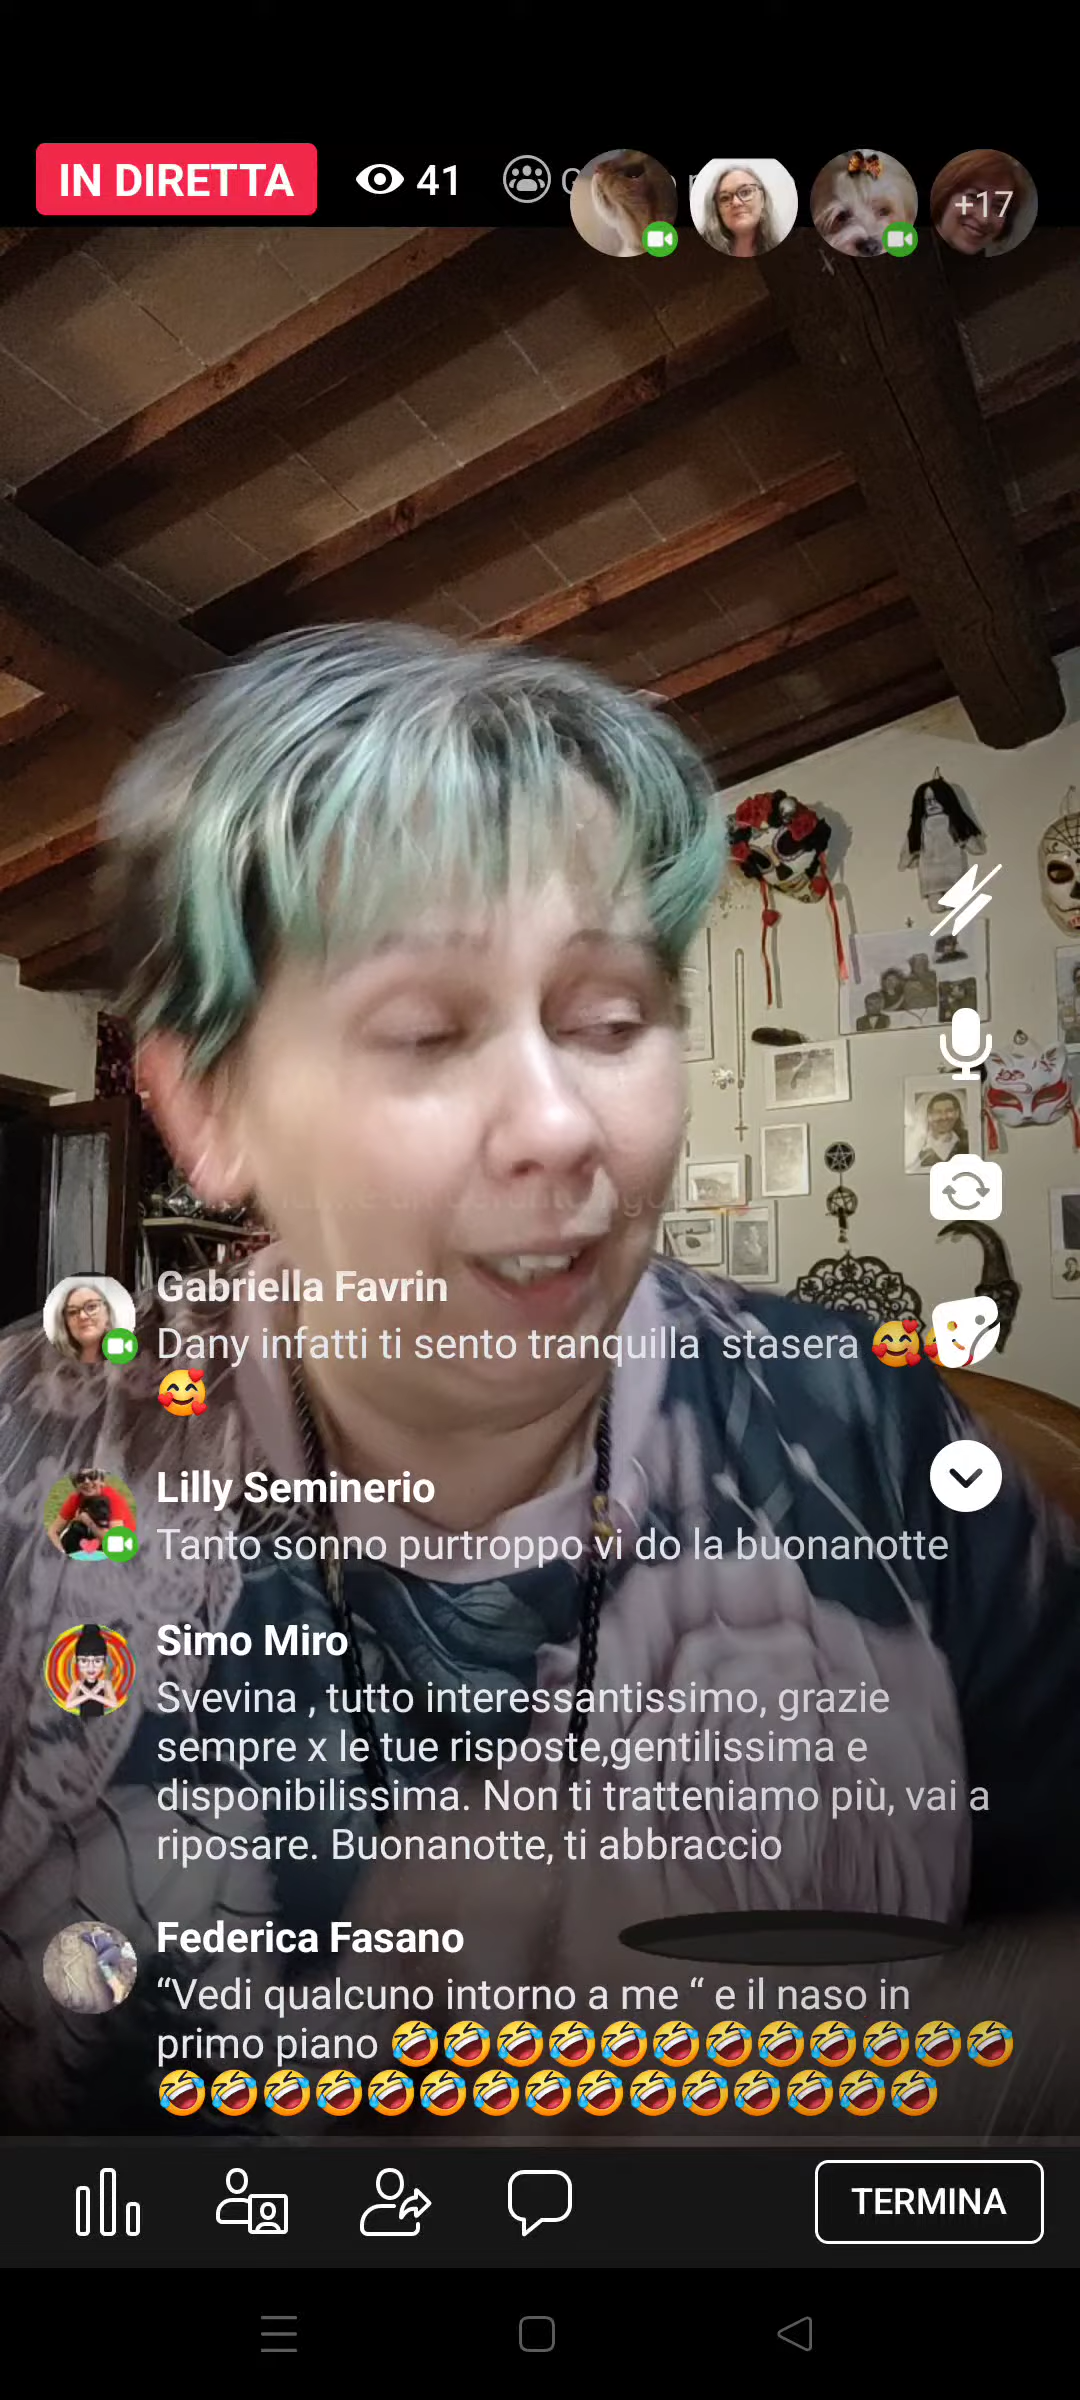 IN DIRETTA 41
+17
Gabriella Favrin
Dany infatti ti sento tranquilla stasera 🥰🥰
🥰
Lilly Seminerio
Tanto sonno purtroppo vi do la buonanotte
Simo Miro
Svevina , tutto interessantissimo, grazie
sempre x le tue risposte,gentilissima e
disponibilissima. Non ti tratteniamo più, vai a
riposare. Buonanotte, ti abbraccio
Federica Fasano
“Vedi qualcuno intorno a me “ e il naso in
primo piano 🤣🤣🤣🤣🤣🤣🤣🤣🤣🤣🤣🤣
🤣🤣🤣🤣🤣🤣🤣🤣🤣🤣🤣🤣🤣🤣🤣
TERMINA